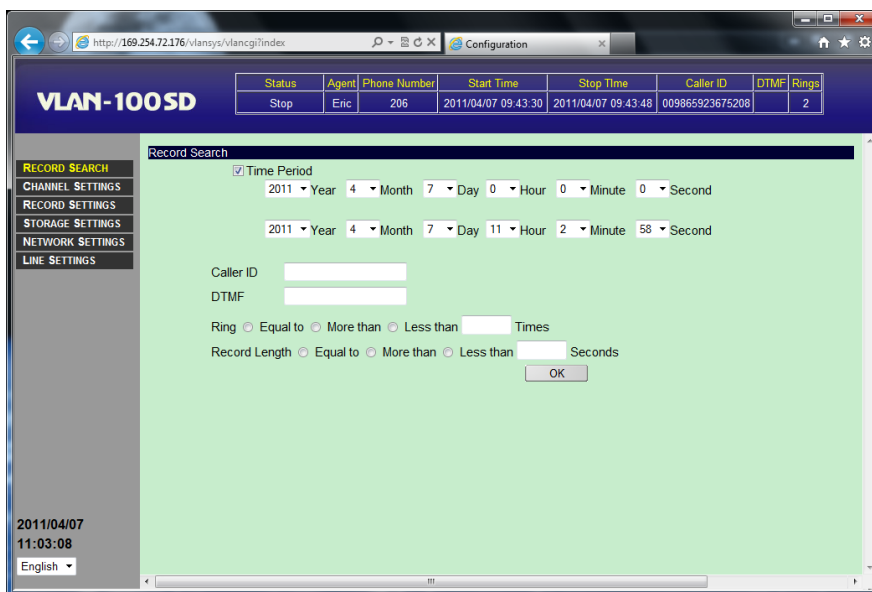 http://169.254.72.176/vlansys/vlancgi?index
Configuration
VLAN-100SD
Status Agent Phone Number Start Time Stop TIme Caller ID DTMF Rings
Stop Eric 206 2011/04/07 09:43:30 2011/04/07 09:43:48 009865923675208 2
RECORD SEARCH
CHANNEL SETTINGS
RECORD SETTINGS
STORAGE SETTINGS
NETWORK SETTINGS
LINE SETTINGS
Record Search
Time Period
2011 Year 4 Month 7 Day 0 Hour 0 Minute 0 Second
2011 Year 4 Month 7 Day 11 Hour 2 Minute 58 Second
Caller ID
DTMF
Ring Equal to More than Less than Times
Record Length Equal to More than Less than Seconds
OK
2011/04/07
11:03:08
English